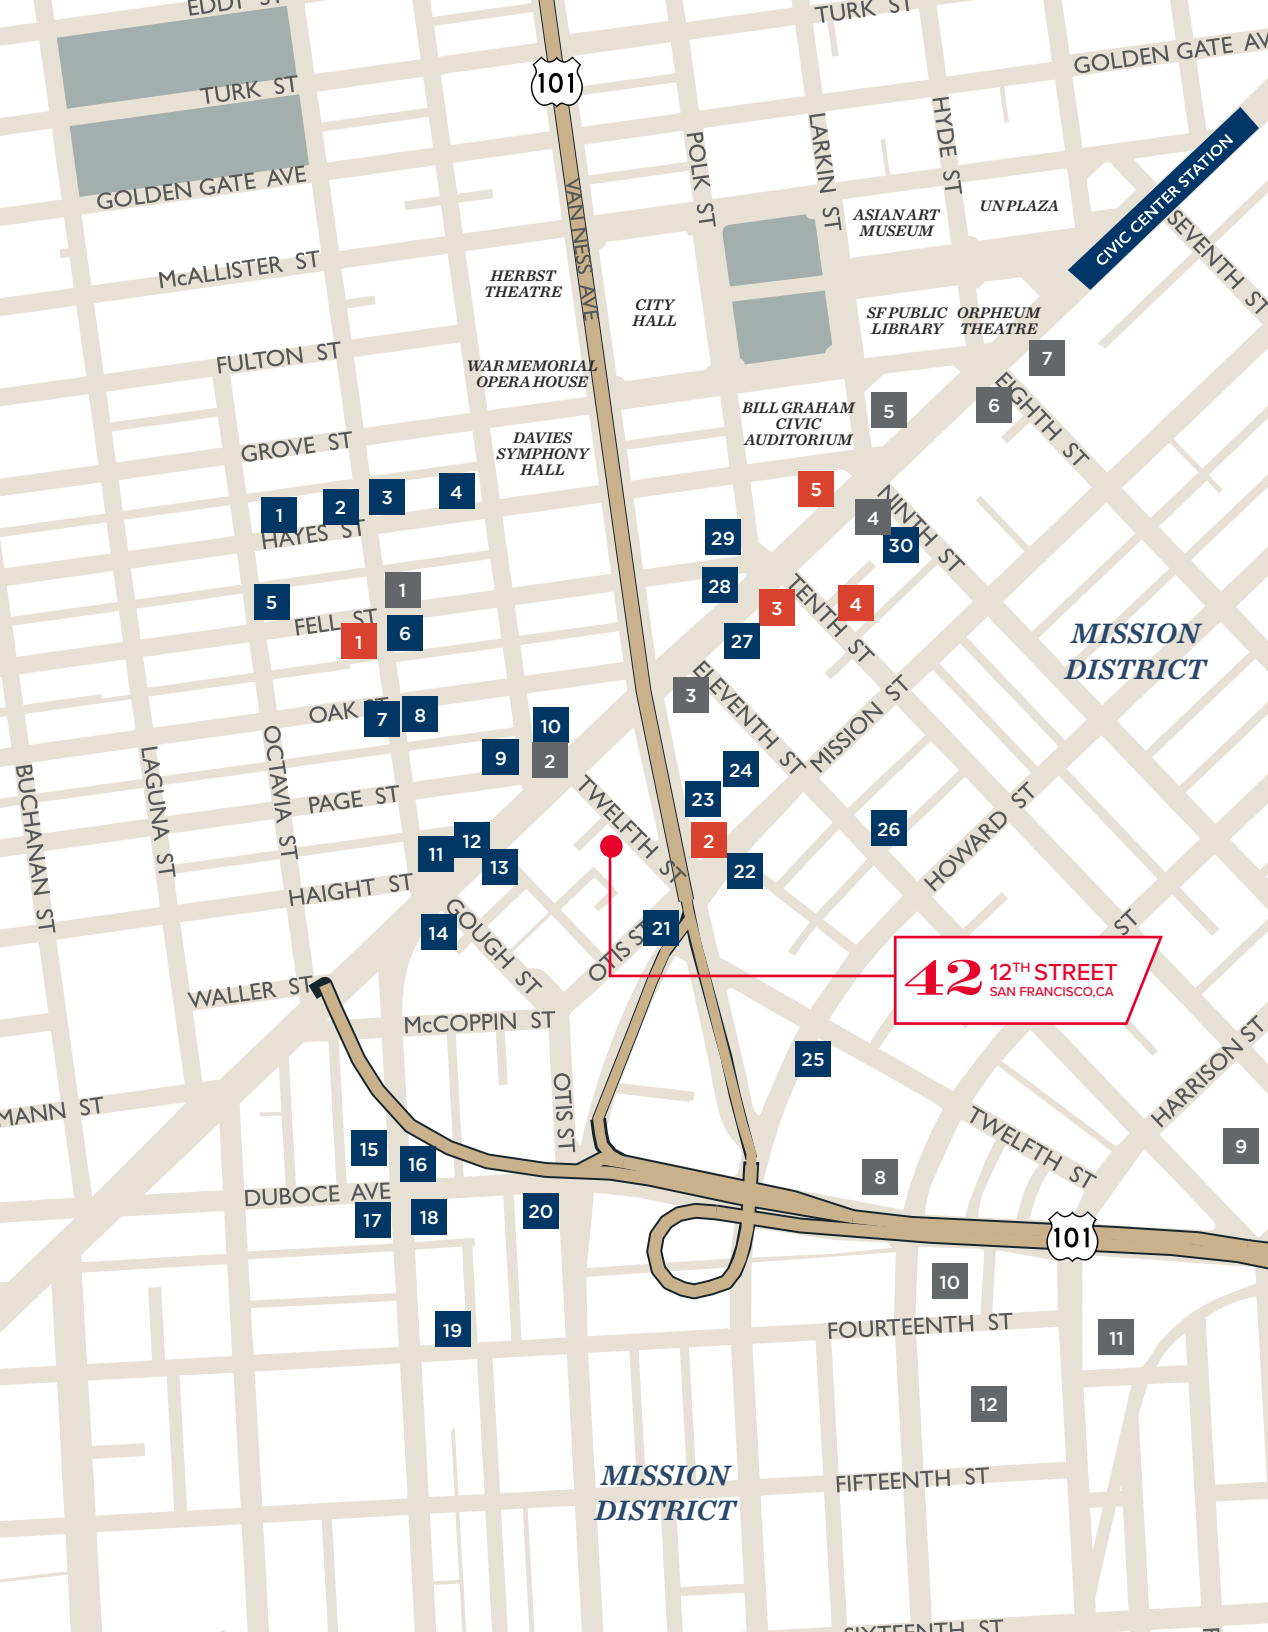 EDDY ST
TURK ST
GOLDEN GATE AVE
101
TURK ST
GOLDEN GATE AV
McALLISTER ST
VAN NESS AVE
POLK ST
LARKIN ST
HYDE ST
UN PLAZA
ASIAN ART
MUSEUM
CIVIC CENTER STATION
SEVENTH ST
HERBST
THEATRE
CITY
HALL
SF PUBLIC
LIBRARY
ORPHEUM
THEATRE
FULTON ST
WAR MEMORIAL
OPERA HOUSE
7
EIGHTH ST
6
5
BILL GRAHAM
CIVIC
AUDITORIUM
GROVE ST
DAVIES
SYMPHONY
HALL
1
2
3
4
HAYES ST
5
4
NINTH ST
30
29
28
5
1
FELL ST
1
6
3
TENTH ST
4
27
MISSION
DISTRICT
OAK ST
7
8
3
ELEVENTH ST
MISSION ST
9
10
2
24
23
2
22
26
HOWARD ST
BUCHANAN ST
LAGUNA ST
OCTAVIA ST
PAGE ST
TWELFTH ST
11
12
13
HAIGHT ST
14
GOUGH ST
OTIS ST
21
ST
42
12TH STREET
SAN FRANCISCO,CA
WALLER ST
McCOPPIN ST
OTIS ST
25
HARRISON ST
MANN ST
TWELFTH ST
9
15
16
8
DUBOCE AVE
17
18
20
101
10
19
FOURTEENTH ST
11
12
MISSION
DISTRICT
FIFTEENTH ST
SIXTEENTH ST